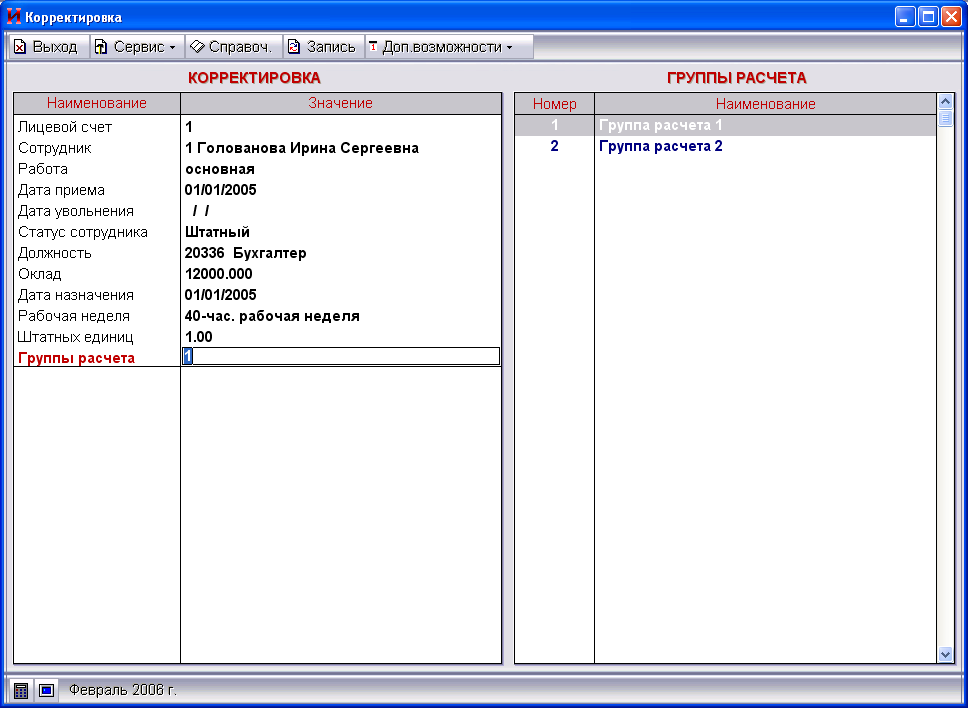 Корректировка
Выход Сервис Справоч. Запись Доп.возможности
КОРРЕКТИРОВКА
Наименование Значение
Лицевой счет 1
Сотрудник 1 Голованова Ирина Сергеевна
Работа основная
Дата приема 01/01/2005
Дата увольнения / /
Статус сотрудника Штатный
Должность 20336 Бухгалтер
Оклад 12000.000
Дата назначения 01/01/2005
Рабочая неделя 40-час. рабочая неделя
Штатных единиц 1.00
Группы расчета 1
ГРУППЫ РАСЧЕТА
Номер Наименование
1 Группа расчета 1
2 Группа расчета 2
Февраль 2006 г.